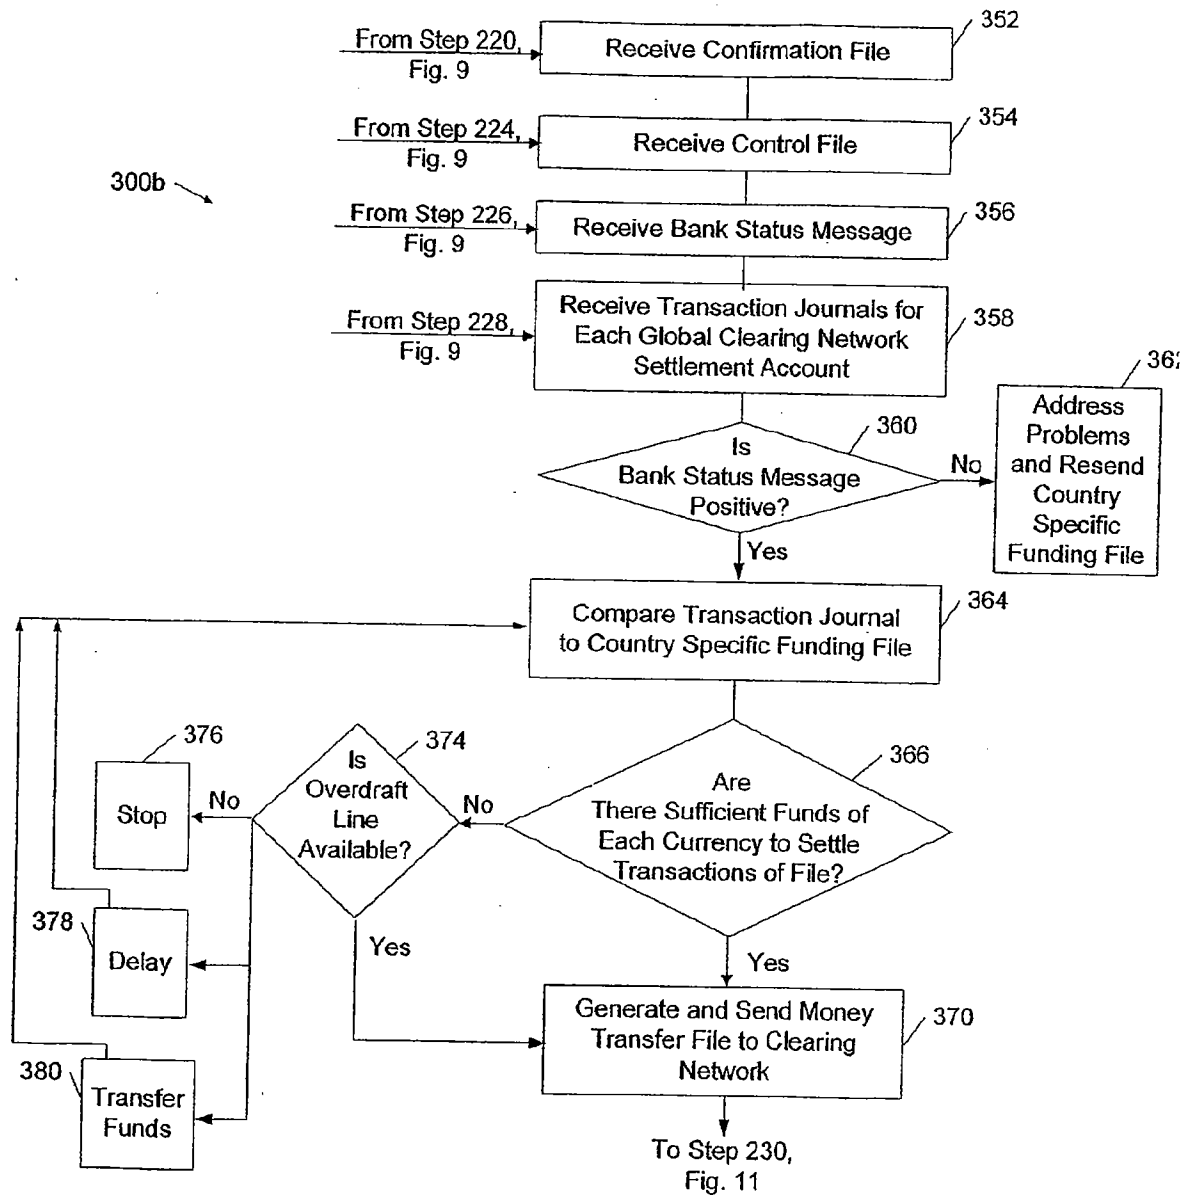 352
From Step 220,
Fig. 9
Receive Confirmation File
354
From Step 224,
Fig. 9
Receive Control File
300b
356
From Step 226,
Fig. 9
Receive Bank Status Message
358
From Step 228,
Fig. 9
Receive Transaction Journals for
Each Global Clearing Network
Settlement Account
360
Is
Bank Status Message
Positive?
No
Address
Problems
and Resend
Country
Specific
Funding File
Yes
364
Compare Transaction Journal
to Country Specific Funding File
366
Are
There Sufficient Funds of
Each Currency to Settle
Transactions of File?
No
374
Is
Overdraft
Line
Available?
No
376
Stop
378
Delay
380
Transfer
Funds
Yes
Yes
370
Generate and Send Money
Transfer File to Clearing
Network
To Step 230,
Fig. 11